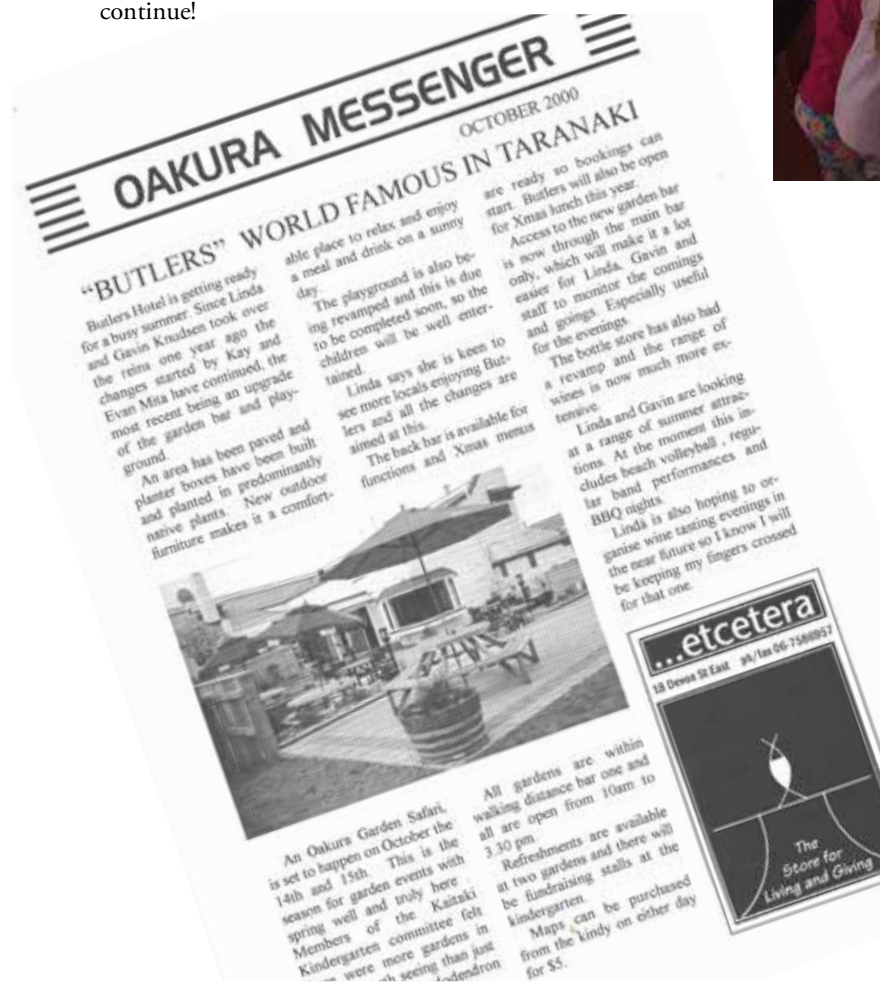 continue!
OAKURA MESSENGER
OCTOBER 2000
“BUTLERS” WORLD FAMOUS IN TARANAKI
Butlers Hotel is getting ready
for a busy summer. Since Linda
and Gavin Knudsen took over
the reins one year ago the
changes started by Kay and
Evan Mita have continued, the
most recent being an upgrade
of the garden bar and play-
ground.
An area has been paved and
planter boxes have been built
and planted in predominantly
native plants. New outdoor
furniture makes it a comfort-
able place to relax and enjoy
a meal and drink on a sunny
day.
The playground is also be-
ing revamped and this is due
to be completed soon, so the
children will be well enter-
tained.
Linda says she is keen to
see more locals enjoying But-
lers and all the changes are
aimed at this.
The back bar is available for
functions and Xmas menus
are ready so bookings can
start. Butlers will also be open
for Xmas lunch this year.
Access to the new garden bar
is now through the main bar
only, which will make it a lot
easier for Linda, Gavin and
staff to monitor the comings
and goings. Especially useful
for the evenings.
The bottle store has also had
a revamp and the range of
wines is now much more ex-
tensive.
Linda and Gavin are looking
at a range of summer attrac-
tions. At the moment this in-
cludes beach volleyball , regu-
lar band performances and
BBQ nights.
Linda is also hoping to or-
ganise wine tasting evenings in
the near future so I know I will
be keeping my fingers crossed
for that one.
...etcetera
18 Devon St East ph/fax 06-7586957
The
Store for
Living and Giving
An Oakura Garden Safari,
is set to happen on October the
14th and 15th. This is the
season for garden events with
spring well and truly here.
Members of the Kaitaki
Kindergarten committee felt
were more gardens in
seeing than just
All gardens are within
walking distance bar one and
all are open from 10am to
3.30 pm.
Refreshments are available
at two gardens and there will
be fundraising stalls at the
kindergarten.
Maps can be purchased
from the kindy on either day
for $5.